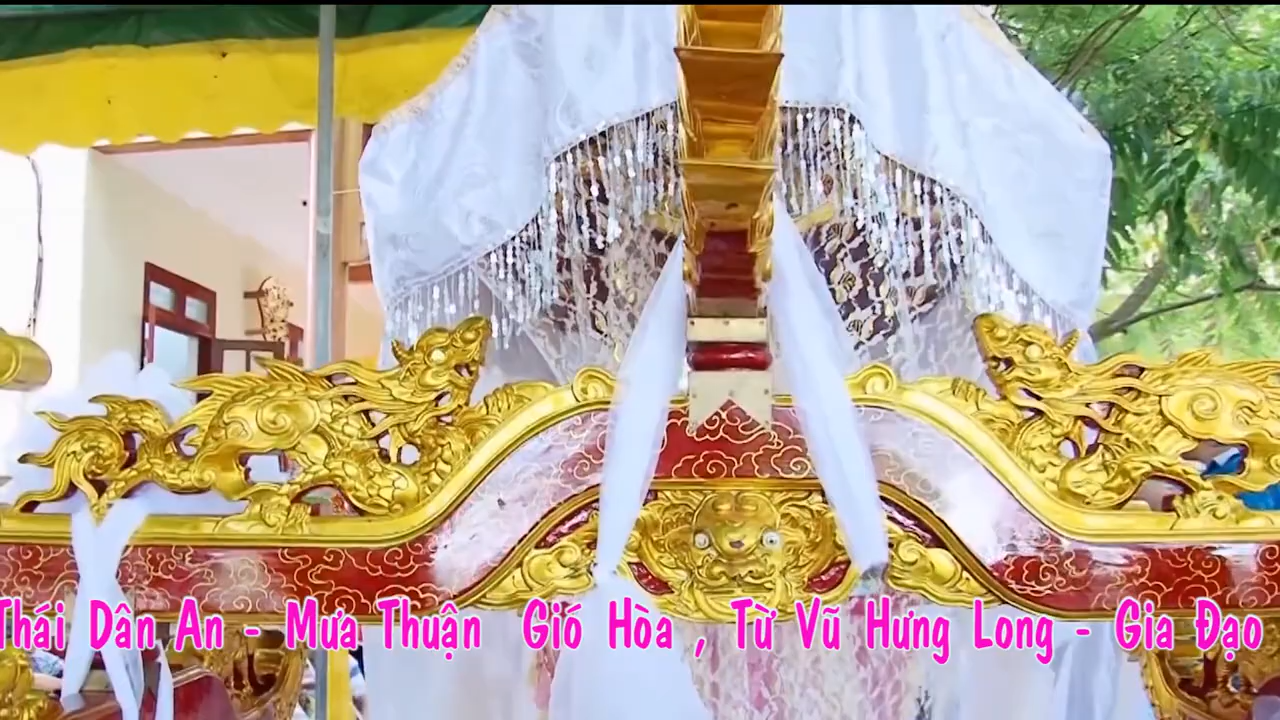 Thái Dân An - Mưa Thuận Gió Hòa , Từ Vũ Hưng Long - Gia Đạo